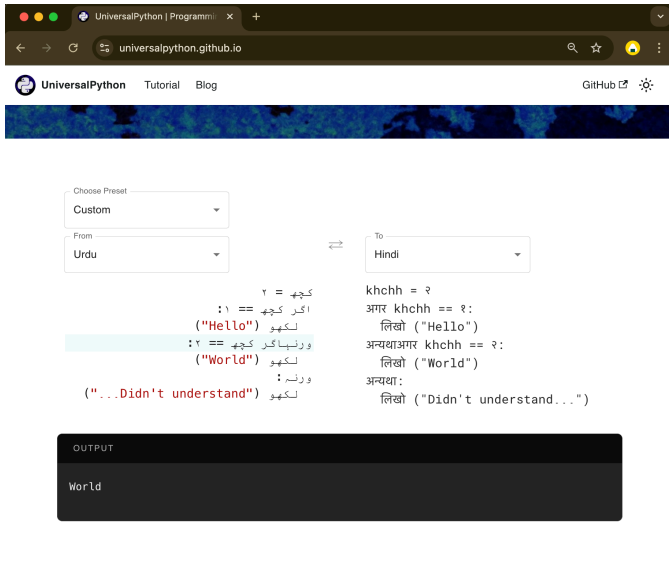 UniversalPython | Programmin
universalpython.github.io
UniversalPython Tutorial Blog GitHub
Choose Preset
Custom
From
Urdu
To
Hindi
کچھ = ۲
اگر کچھ == ۱:
لکھو ("Hello")
ورنہاگر کچھ == ۲:
لکھو ("World")
ورنہ:
لکھو ("Didn't understand...")
khchh = २
अगर khchh == १:
लिखो ("Hello")
अन्यथाअगर khchh == २:
लिखो ("World")
अन्यथा:
लिखो ("Didn't understand...")
OUTPUT
World